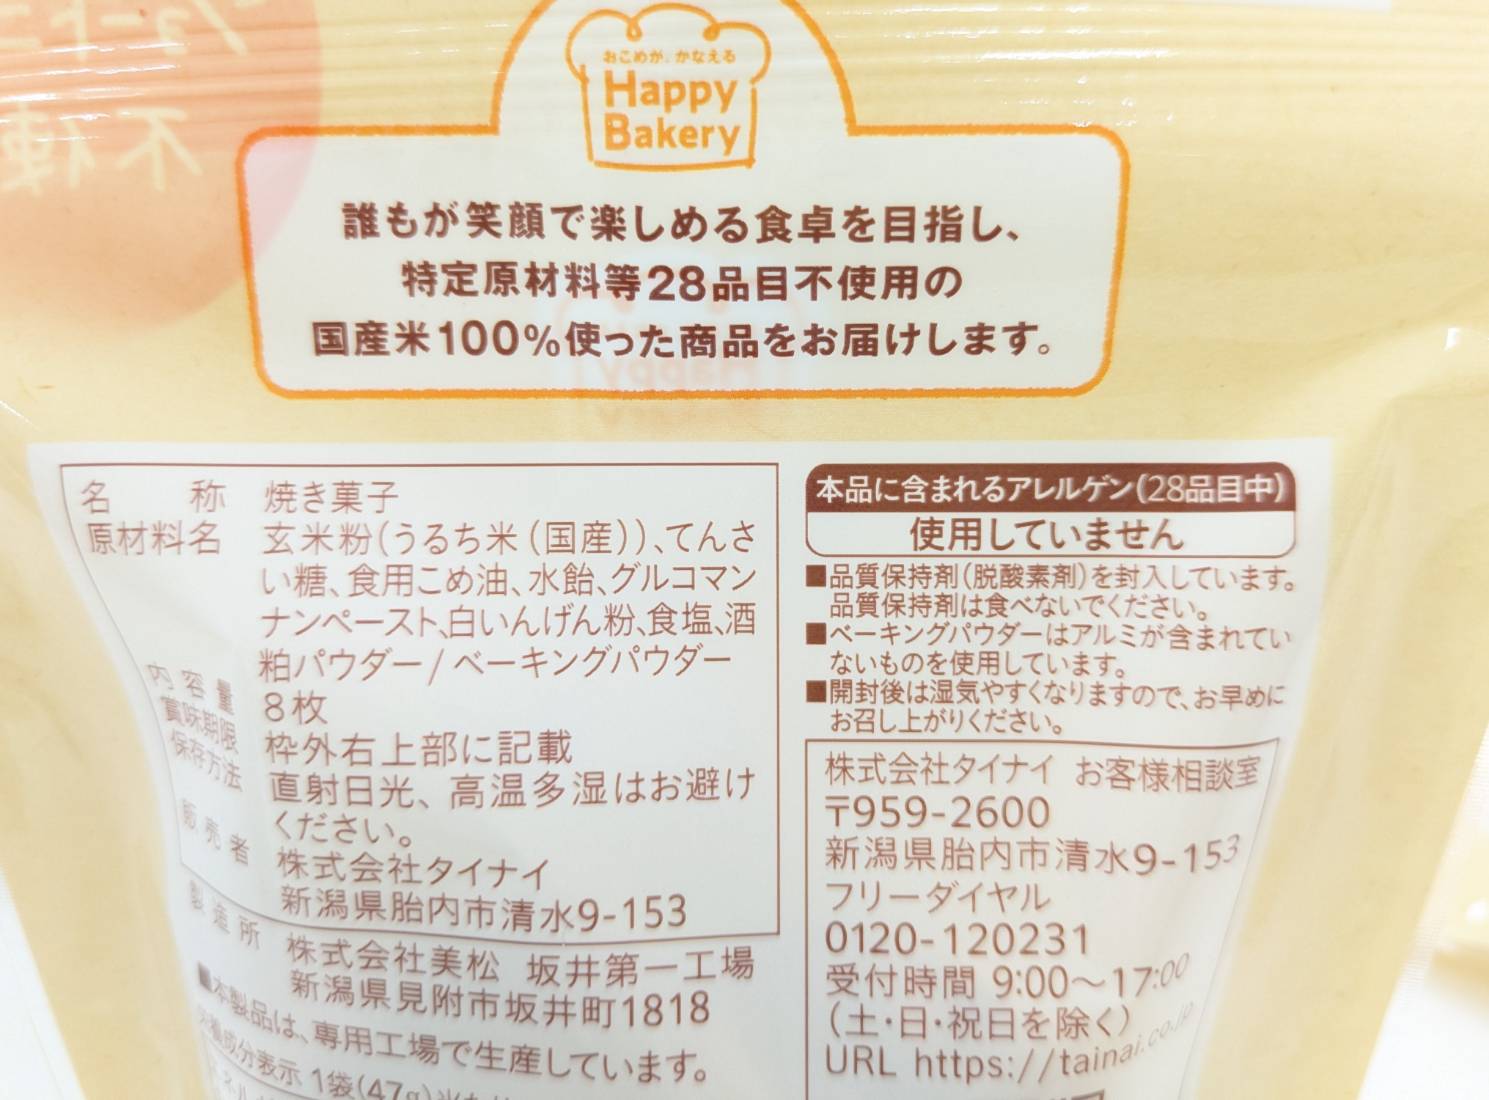 おこめが、かなえる
Happy
Bakery
不使
誰もが笑顔で楽しめる食卓を目指し、
特定原材料等28品目不使用の
国産米100%使った商品をお届けします。
名称 焼き菓子
原材料名 玄米粉(うるち米(国産))、てんさ
い糖、食用こめ油、水飴、グルコマン
ナンペースト、白いんげん粉、食塩、酒
粕パウダー/ベーキングパウダー
内容量 8枚
賞味期限 枠外右上部に記載
保存方法 直射日光、高温多湿はお避け
ください。
販売者 株式会社タイナイ
新潟県胎内市清水9-153
製造所 株式会社美松 坂井第一工場
新潟県見附市坂井町1818
■本製品は、専用工場で生産しています。
栄養成分表示 1袋(47g)当たり
本品に含まれるアレルゲン(28品目中)
使用していません
■品質保持剤(脱酸素剤)を封入しています。
品質保持剤は食べないでください。
■ベーキングパウダーはアルミが含まれてい
ないものを使用しています。
■開封後は湿気やすくなりますので、お早めに
お召し上がりください。
株式会社タイナイ お客様相談室
〒959-2600
新潟県胎内市清水9-153
フリーダイヤル
0120-120231
受付時間 9:00～17:00
(土・日・祝日を除く)
URL https://tainai.co.jp